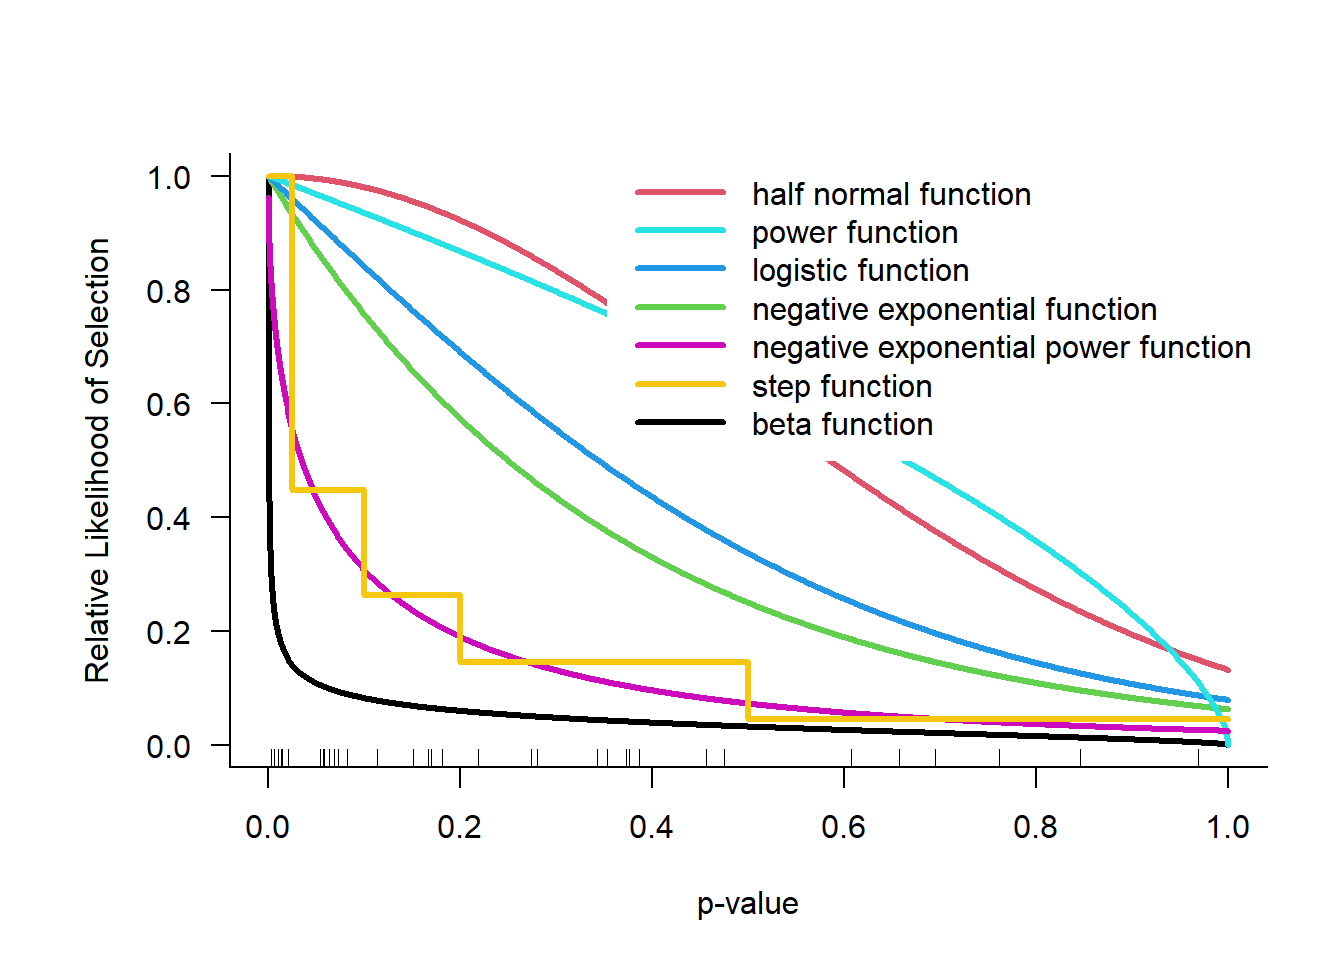 half normal function
power function
logistic function
negative exponential function
negative exponential power function
step function
beta function
Relative Likelihood of Selection
1.0
0.8
0.6
0.4
0.2
0.0
0.0 0.2 0.4 0.6 0.8 1.0
p-value